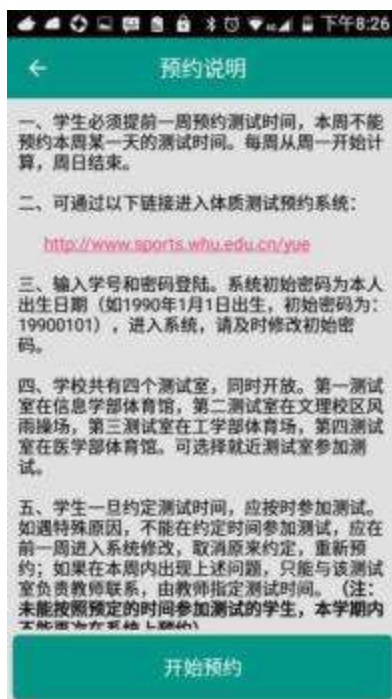 下午8:26
预约说明
一、学生必须提前一周预约测试时间，本周不能
预约本周某一天的测试时间。每周从周一开始计
算，周日结束。
二、可通过以下链接进入体质测试预约系统：
http://www.sports.whu.edu.cn/yue
三、输入学号和密码登陆。系统初始密码为本人
出生日期（如1990年1月1日出生，初始密码为：
19900101），进入系统，请及时修改初始密
码。
四、学校共有四个测试室，同时开放。第一测试
室在信息学部体育馆，第二测试室在文理校区风
雨操场，第三测试室在工学部体育场，第四测试
室在医学部体育馆。可选择就近测试室参加测
试。
五、学生一旦约定测试时间，应按时参加测试。
如遇特殊原因，不能在约定时间参加测试，应在
前一周进入系统修改，取消原来约定，重新预
约；如果在本周内出现上述问题，只能与该测试
室负责教师联系，由教师指定测试时间。（注：
未能按照预定的时间参加测试的学生，本学期内
不能再次在系统上预约）
开始预约